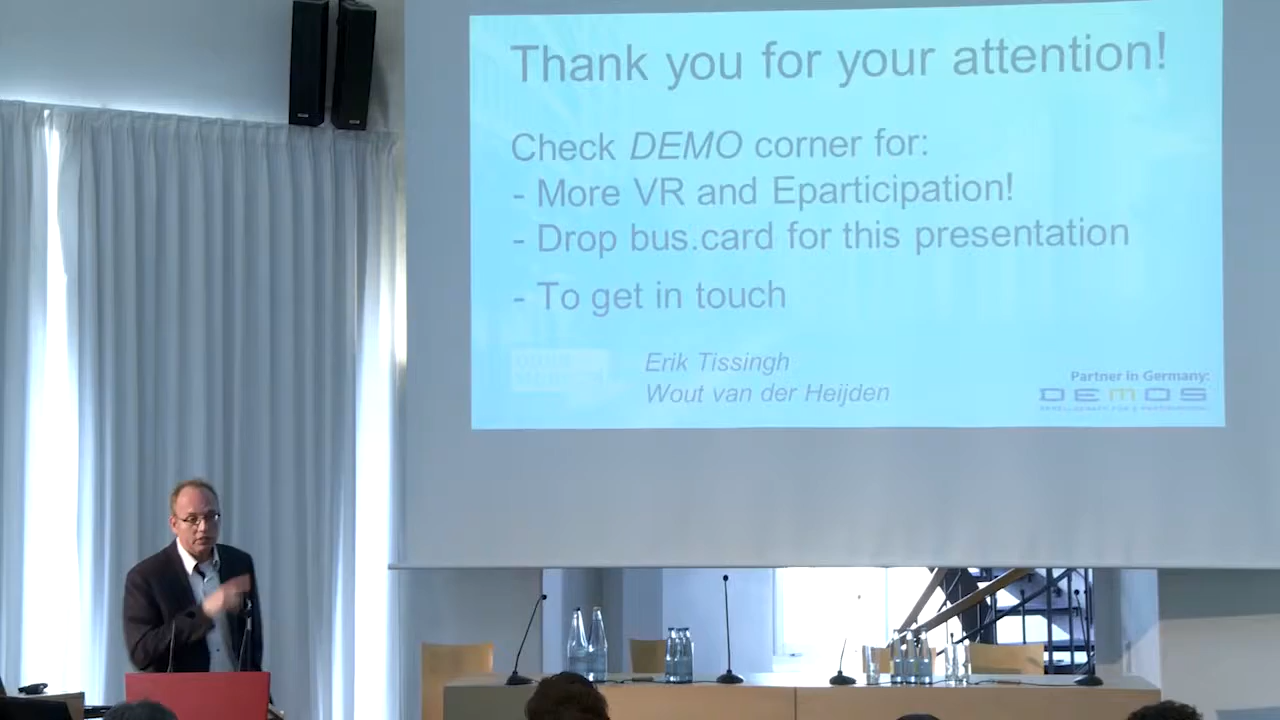 Thank you for your attention!
Check DEMO corner for:
- More VR and Eparticipation!
- Drop bus.card for this presentation
- To get in touch
Erik Tissingh
Wout van der Heijden
Partner in Germany:
DEMOS